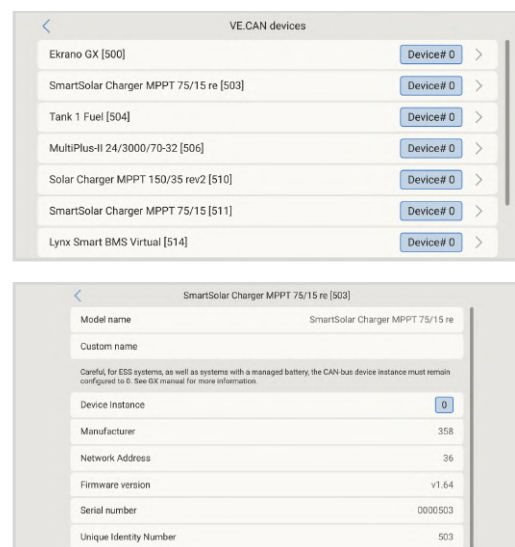 VE.CAN devices
Ekrano GX [500] Device# 0
SmartSolar Charger MPPT 75/15 re [503] Device# 0
Tank 1 Fuel [504] Device# 0
MultiPlus-II 24/3000/70-32 [506] Device# 0
Solar Charger MPPT 150/35 rev2 [510] Device# 0
SmartSolar Charger MPPT 75/15 [511] Device# 0
Lynx Smart BMS Virtual [514] Device# 0
SmartSolar Charger MPPT 75/15 re [503]
Model name SmartSolar Charger MPPT 75/15 re
Custom name
Careful, for ESS systems, as well as systems with a managed battery, the CAN-bus device instance must remain
configured to 0. See GX manual for more information.
Device Instance 0
Manufacturer 358
Network Address 36
Firmware version v1.64
Serial number 0000503
Unique Identity Number 503